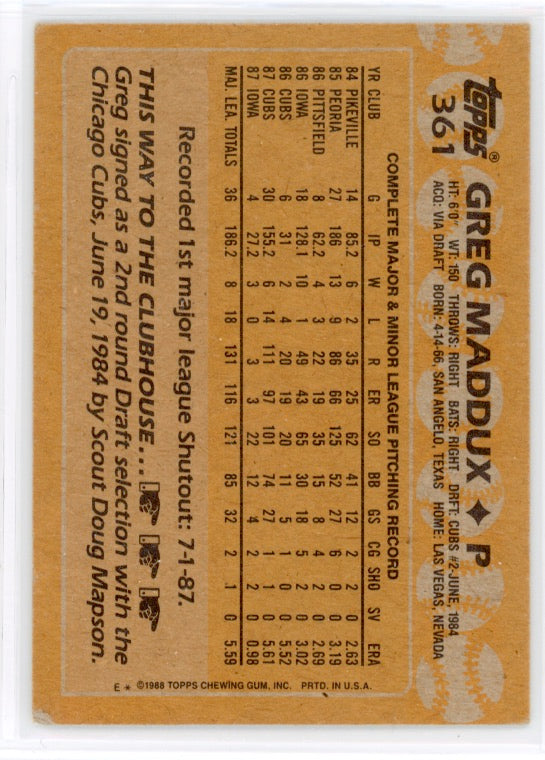 topps® GREG MADDUX P
361
HT: 6'0" WT: 150 THROWS: RIGHT BATS: RIGHT DRFT: CUBS #2-JUNE, 1984
ACQ: VIA DRAFT BORN: 4-14-66, SAN ANGELO, TEXAS HOME: LAS VEGAS, NEVADA
COMPLETE MAJOR & MINOR LEAGUE PITCHING RECORD
YR CLUB G IP W L R ER SO BB GS CG SHO SV ERA
84 PIKEVILLE 14 85.2 6 2 35 25 62 41 12 2 2 0 2.63
85 PEORIA 27 186 13 9 86 66 125 52 27 6 0 0 3.19
86 PITTSFIELD 8 62.2 4 3 22 19 35 15 8 4 2 0 2.69
86 IOWA 18 128.1 10 1 49 43 65 30 18 5 2 0 3.02
86 CUBS 6 31 2 4 20 19 20 11 5 1 0 0 5.52
87 CUBS 30 155.2 6 14 111 97 101 74 27 1 1 0 5.61
87 IOWA 4 27.2 3 0 3 3 22 12 4 2 2 0 0.98
MAJ. LEA. TOTALS 36 186.2 8 18 131 116 121 85 32 2 .1 0 5.59
Recorded 1st major league Shutout: 7-1-87.
THIS WAY TO THE CLUBHOUSE...
Greg signed as a 2nd round Draft selection with the
Chicago Cubs, June 19, 1984 by Scout Doug Mapson.
E * ©1988 TOPPS CHEWING GUM, INC. PRTD. IN U.S.A.